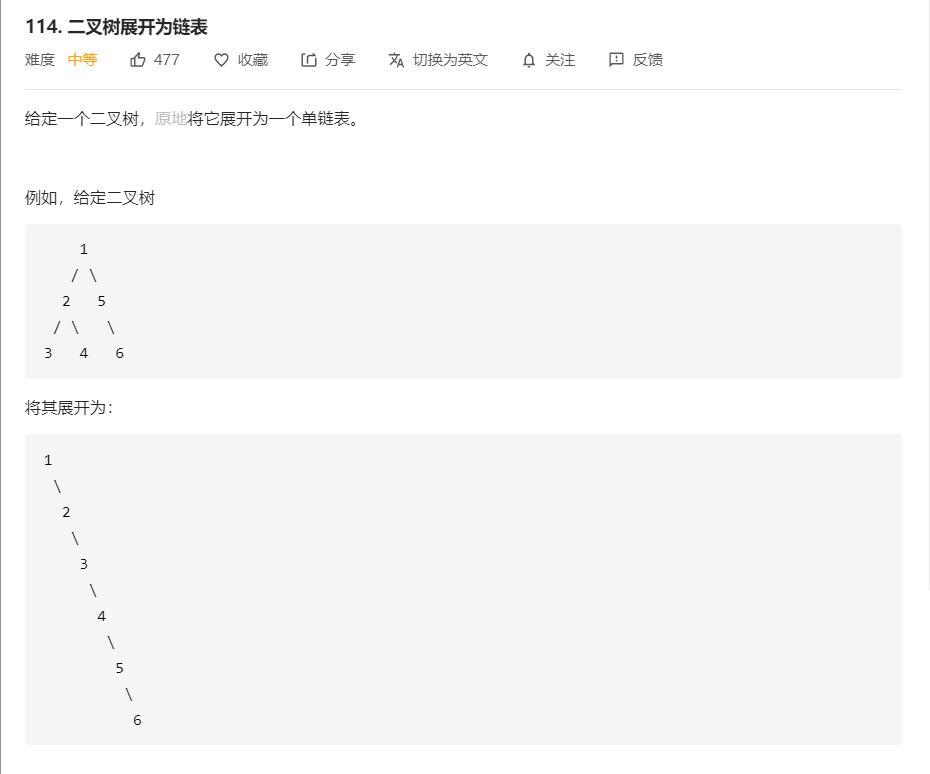 114. 二叉树展开为链表
难度 中等 477 收藏 分享 切换为英文 关注 反馈
给定一个二叉树，原地将它展开为一个单链表。
例如，给定二叉树
    1
   / \
  2   5
 / \   \
3   4   6
将其展开为：
1
 \
  2
   \
    3
     \
      4
       \
        5
         \
          6